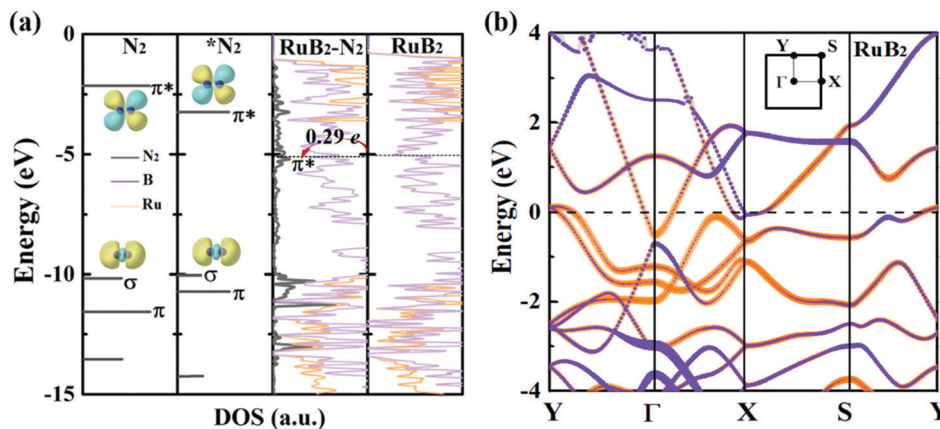 (a)
N₂
*N₂
RuB₂-N₂
RuB₂
0
-5
-10
-15
Energy (eV)
π*
π*
0.29 e
π*
N₂
B
Ru
σ
π
σ
π
DOS (a.u.)
(b)
4
2
0
-2
-4
Energy (eV)
Y
S
Γ
X
RuB₂
Y
Γ
X
S
Y